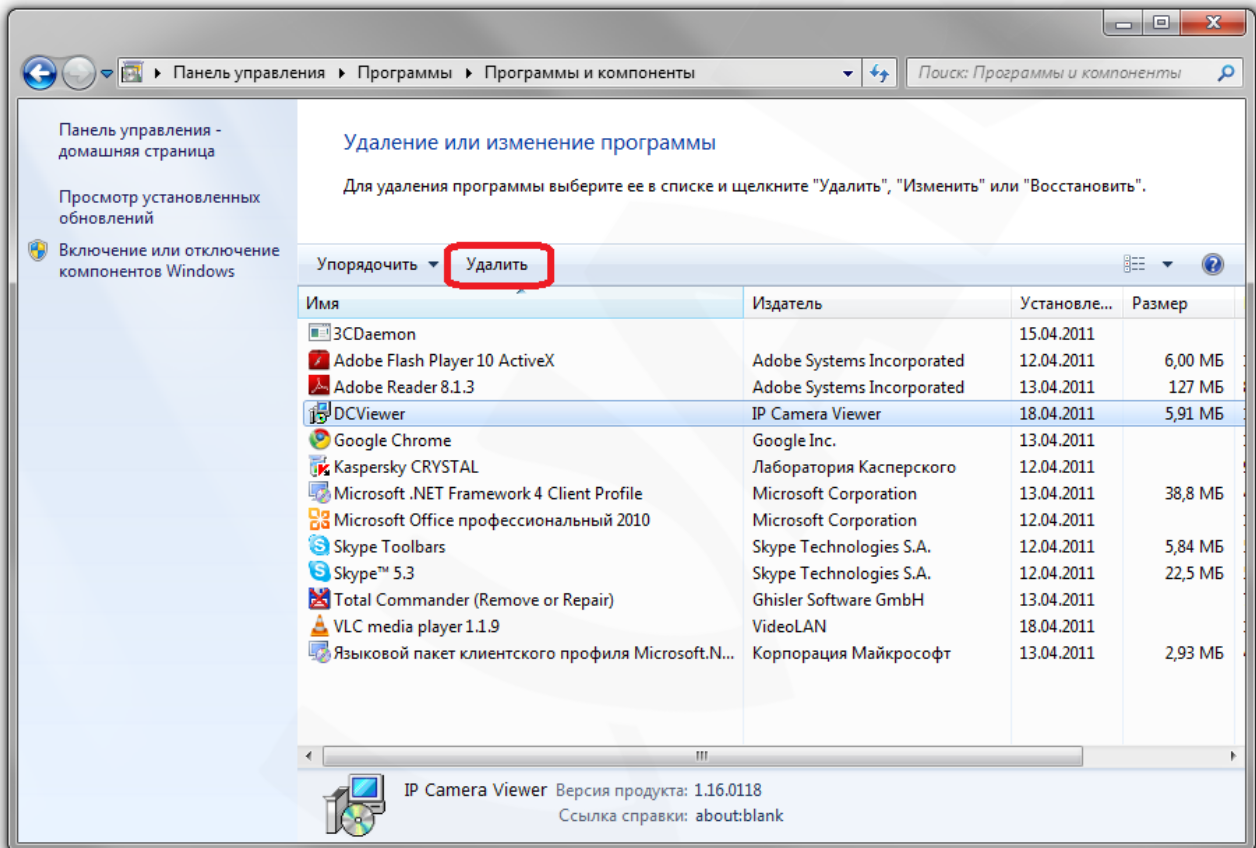 Панель управления ▸ Программы ▸ Программы и компоненты
Поиск: Программы и компоненты
Панель управления -
домашняя страница
Просмотр установленных
обновлений
Включение или отключение
компонентов Windows
Удаление или изменение программы
Для удаления программы выберите ее в списке и щелкните "Удалить", "Изменить" или "Восстановить".
Упорядочить Удалить
Имя Издатель Установле... Размер
3CDaemon 15.04.2011
Adobe Flash Player 10 ActiveX Adobe Systems Incorporated 12.04.2011 6,00 МБ
Adobe Reader 8.1.3 Adobe Systems Incorporated 13.04.2011 127 МБ
DCViewer IP Camera Viewer 18.04.2011 5,91 МБ
Google Chrome Google Inc. 13.04.2011
Kaspersky CRYSTAL Лаборатория Касперского 12.04.2011
Microsoft .NET Framework 4 Client Profile Microsoft Corporation 13.04.2011 38,8 МБ
Microsoft Office профессиональный 2010 Microsoft Corporation 12.04.2011
Skype Toolbars Skype Technologies S.A. 12.04.2011 5,84 МБ
Skype™ 5.3 Skype Technologies S.A. 12.04.2011 22,5 МБ
Total Commander (Remove or Repair) Ghisler Software GmbH 13.04.2011
VLC media player 1.1.9 VideoLAN 18.04.2011
Языковой пакет клиентского профиля Microsoft.N... Корпорация Майкрософт 13.04.2011 2,93 МБ
IP Camera Viewer Версия продукта: 1.16.0118
Ссылка справки: about:blank